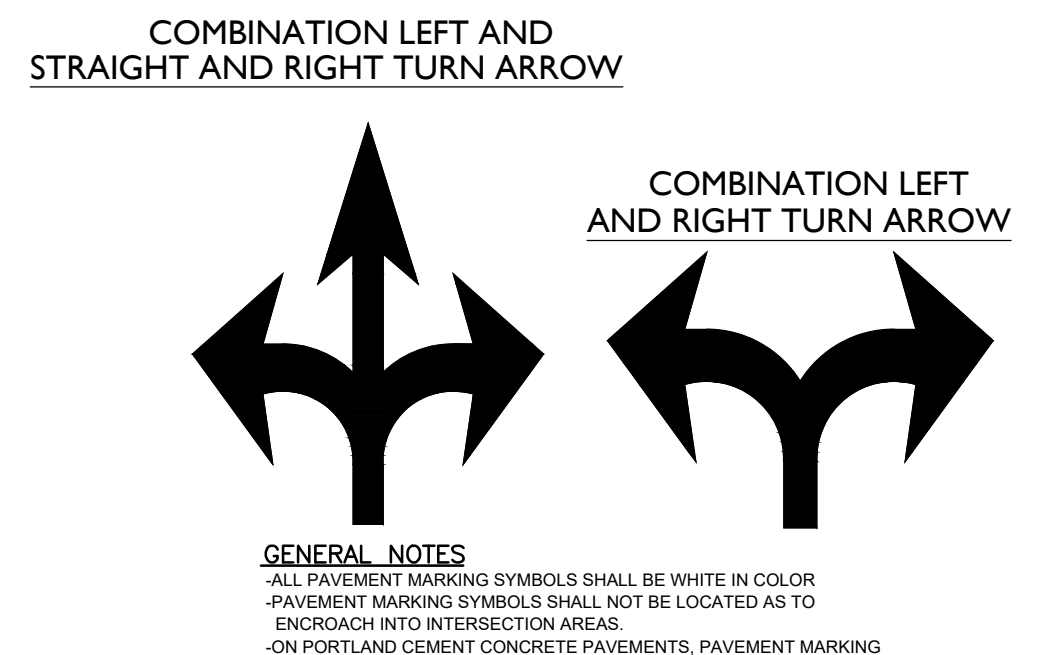 COMBINATION LEFT AND
STRAIGHT AND RIGHT TURN ARROW
COMBINATION LEFT
AND RIGHT TURN ARROW
GENERAL NOTES
-ALL PAVEMENT MARKING SYMBOLS SHALL BE WHITE IN COLOR
-PAVEMENT MARKING SYMBOLS SHALL NOT BE LOCATED AS TO
ENCROACH INTO INTERSECTION AREAS.
-ON PORTLAND CEMENT CONCRETE PAVEMENTS, PAVEMENT MARKING